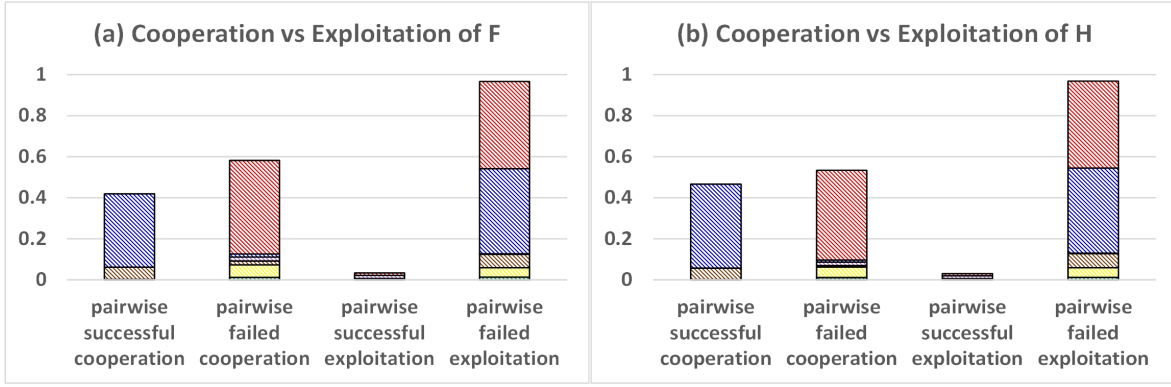 (a) Cooperation vs Exploitation of F
1
0.8
0.6
0.4
0.2
0
pairwise
successful
cooperation
pairwise
failed
cooperation
pairwise
successful
exploitation
pairwise
failed
exploitation
(b) Cooperation vs Exploitation of H
1
0.8
0.6
0.4
0.2
0
pairwise
successful
cooperation
pairwise
failed
cooperation
pairwise
successful
exploitation
pairwise
failed
exploitation